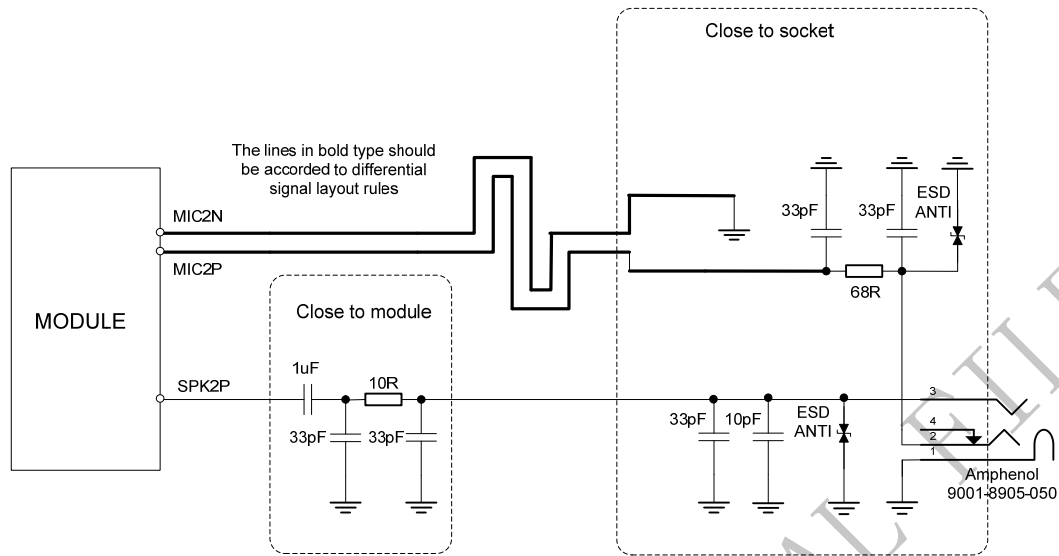 Close to socket
The lines in bold type should
be accorded to differential
signal layout rules
MIC2N
MIC2P
MODULE
33pF
33pF
ESD
ANTI
68R
Close to module
SPK2P
1uF
10R
33pF
33pF
33pF
10pF
ESD
ANTI
3
4
2
1
Amphenol
9001-8905-050